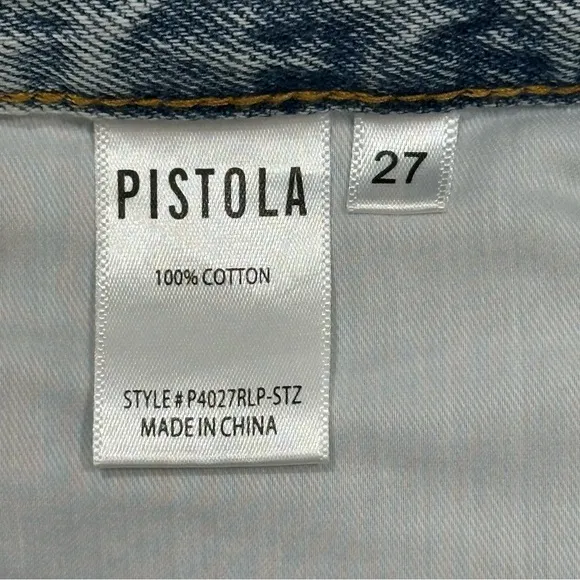 PISTOLA
27
100% COTTON
STYLE # P4027RLP-STZ
MADE IN CHINA